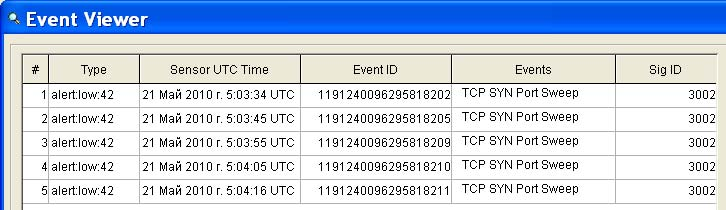 Event Viewer
# Type Sensor UTC Time Event ID Events Sig ID
1 alert:low:42 21 Май 2010 г. 5:03:34 UTC 1191240096295818202 TCP SYN Port Sweep 3002
2 alert:low:42 21 Май 2010 г. 5:03:45 UTC 1191240096295818205 TCP SYN Port Sweep 3002
3 alert:low:42 21 Май 2010 г. 5:03:55 UTC 1191240096295818209 TCP SYN Port Sweep 3002
4 alert:low:42 21 Май 2010 г. 5:04:05 UTC 1191240096295818210 TCP SYN Port Sweep 3002
5 alert:low:42 21 Май 2010 г. 5:04:16 UTC 1191240096295818211 TCP SYN Port Sweep 3002